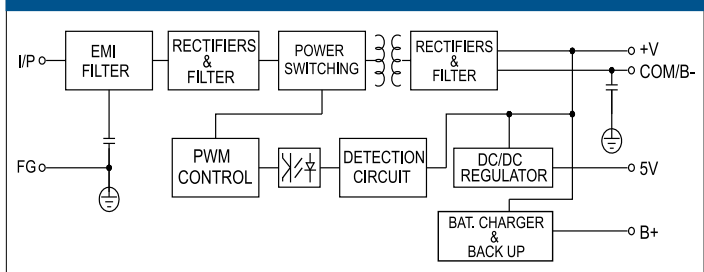 I/P
EMI
FILTER
RECTIFIERS
&
FILTER
POWER
SWITCHING
RECTIFIERS
&
FILTER
+V
COM/B-
FG
PWM
CONTROL
DETECTION
CIRCUIT
DC/DC
REGULATOR
5V
BAT. CHARGER
&
BACK UP
B+